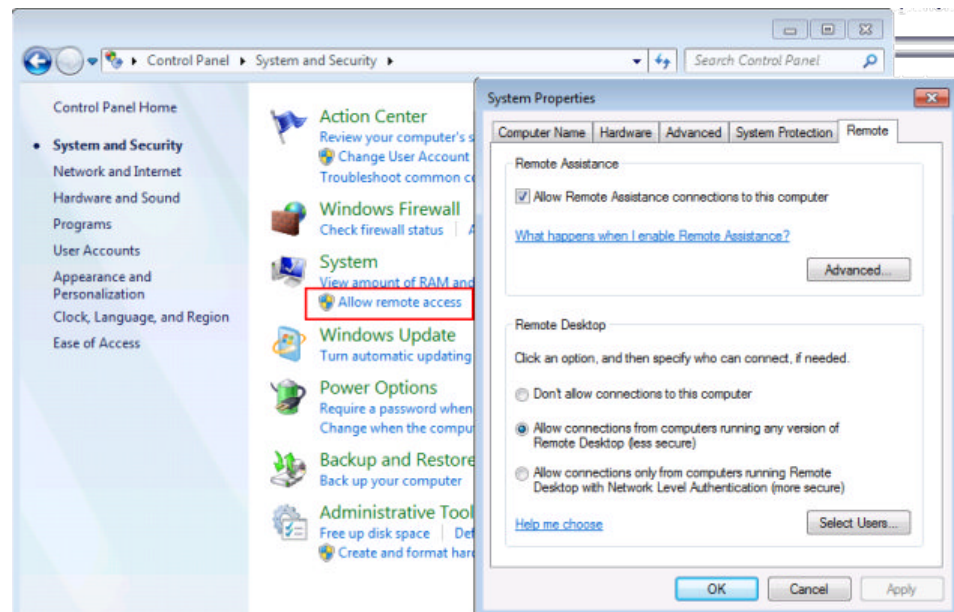 Control Panel ▸ System and Security ▸
Search Control Panel
Control Panel Home
System and Security
Network and Internet
Hardware and Sound
Programs
User Accounts
Appearance and
Personalization
Clock, Language, and Region
Ease of Access
Action Center
Review your computer's
Change User Account
Troubleshoot common
Windows Firewall
Check firewall status
System
View amount of RAM and
Allow remote access
Windows Update
Turn automatic updating
Power Options
Require a password when
Change when the
Backup and Restore
Back up your computer
Administrative
Free up disk space
Create and format
System Properties
Computer Name
Hardware
Advanced
System Protection
Remote
Remote Assistance
Allow Remote Assistance connections to this computer
What happens when I enable Remote Assistance?
Advanced...
Remote Desktop
Click an option, and then specify who can connect, if needed.
Don't allow connections to this computer
Allow connections from computers running any version of
Remote Desktop (less secure)
Allow connections only from computers running Remote
Desktop with Network Level Authentication (more secure)
Help me choose
Select Users...
OK
Cancel
Apply